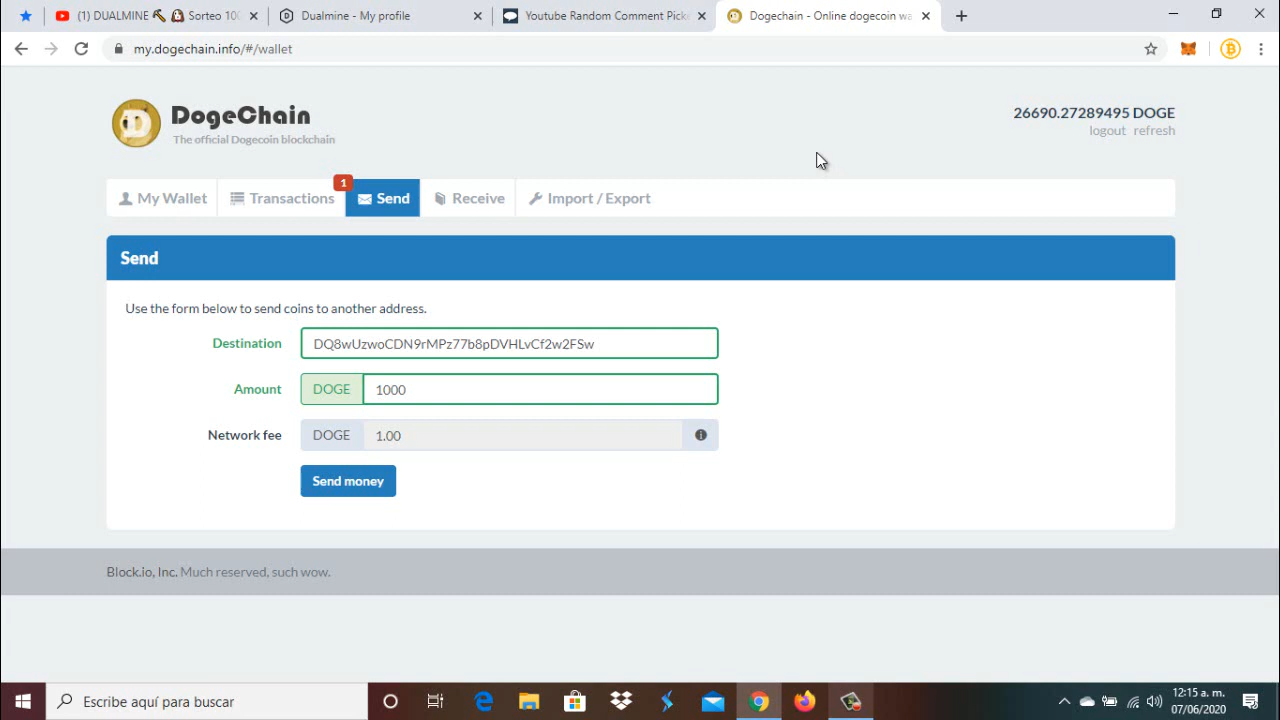 (1) DUALMINE Sorteo 100
Dualmine - My profile
Youtube Random Comment Picke
Dogechain - Online dogecoin wa
my.dogechain.info/#/wallet
DogeChain
The official Dogecoin blockchain
26690.27289495 DOGE
logout refresh
My Wallet
Transactions
1
Send
Receive
Import / Export
Send
Use the form below to send coins to another address.
Destination DQ8wUzwoCDN9rMPz77b8pDVHLvCf2w2FSw
Amount DOGE 1000
Network fee DOGE 1.00
Send money
Block.io, Inc. Much reserved, such wow.
Escribe aquí para buscar
12:15 a. m.
07/06/2020